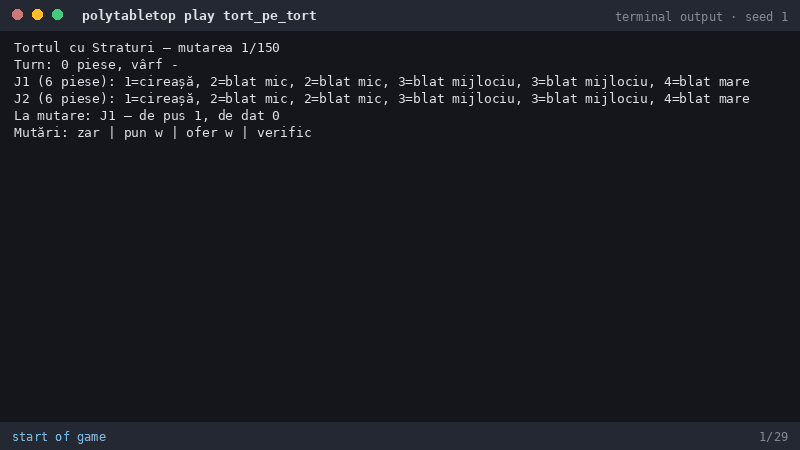 polytabletop play tort_pe_tort
terminal output · seed 1
Tortul cu Straturi — mutarea 1/150
Turn: 0 piese, vârf -
J1 (6 piese): 1=cireașă, 2=blat mic, 2=blat mic, 3=blat mijlociu, 3=blat mijlociu, 4=blat mare
J2 (6 piese): 1=cireașă, 2=blat mic, 2=blat mic, 3=blat mijlociu, 3=blat mijlociu, 4=blat mare
La mutare: J1 — de pus 1, de dat 0
Mutări: zar | pun w | ofer w | verific
start of game
1/29